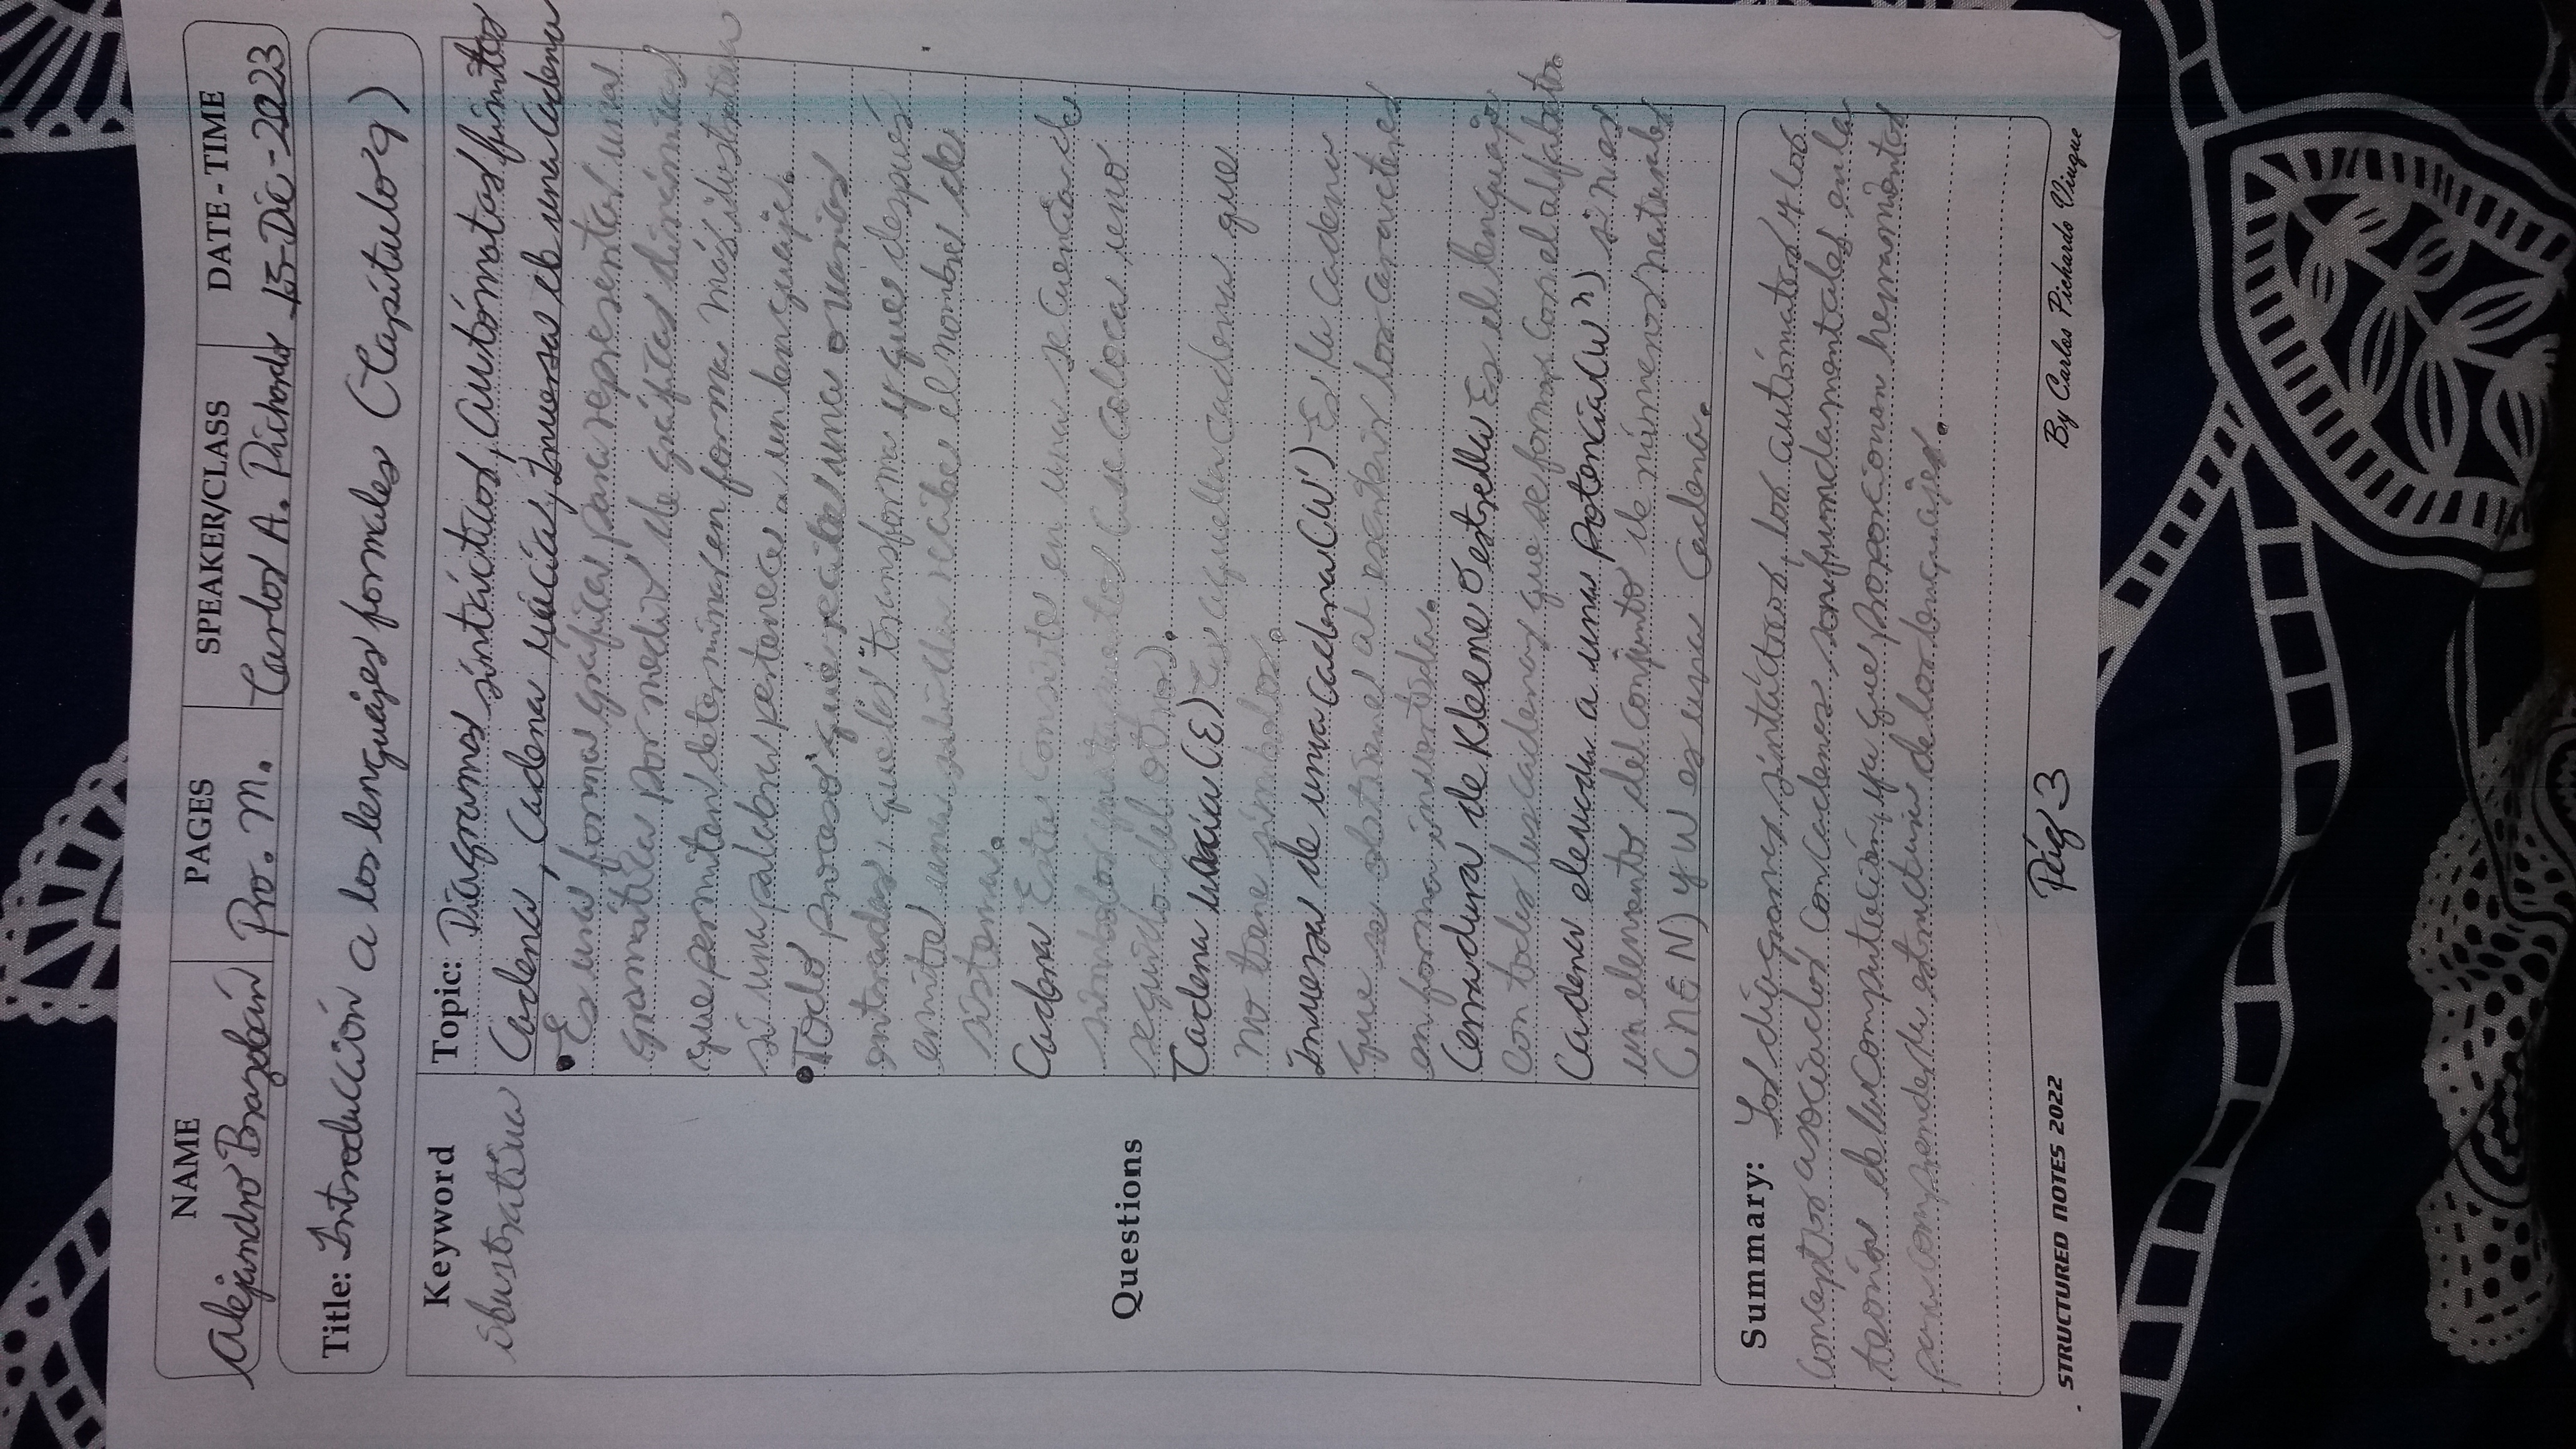 NAME PAGES SPEAKER/CLASS DATE - TIME
Alejandro Brazobán Pro. M. Carlos A. Pichardo 15-Dic-2023
Title: Introducción a los lenguajes formales (Capítulo 9)
Keyword
ilustrativa
Topic: Diagramas sintácticos, Autómatas finitos
Cadena, Cadena vacía, Inversa de una Cadena
•Es una forma gráfica para representar una
gramática por medio de gráficas dinámicas
que permiten determinar en forma más ilustrativa
si una palabra pertenece a un lenguaje.
•Todo proceso que recibe una o varias
entradas, que las transforma y que después
emite una salida recibe el nombre de
sistema.
Cadena Esta consiste en una secuencia de
símbolos (se coloca uno
seguido del otro).
Cadena vacía (ε) Es aquella cadena que
no tiene símbolos.
Inversa de una cadena (W') Es la cadena
que se obtiene al escribir los caracteres
en forma invertida.
Cerradura de Kleene o estrella Es el lenguaje
con todas las cadenas que se forman con el alfabeto.
Cadena elevada a una potencia (Wⁿ) si n es
un elemento del conjunto de números naturales
(n∈N) y W es una Cadena.
Questions
Summary: Los diagramas sintácticos, los autómatas y los
conceptos asociados con cadenas son fundamentales en la
teoría de la computación, ya que proporcionan herramientas
para comprender la estructura de los lenguajes.
STRUCTURED NOTES 2022 Pág 3 By Carlos Pichardo Viuque